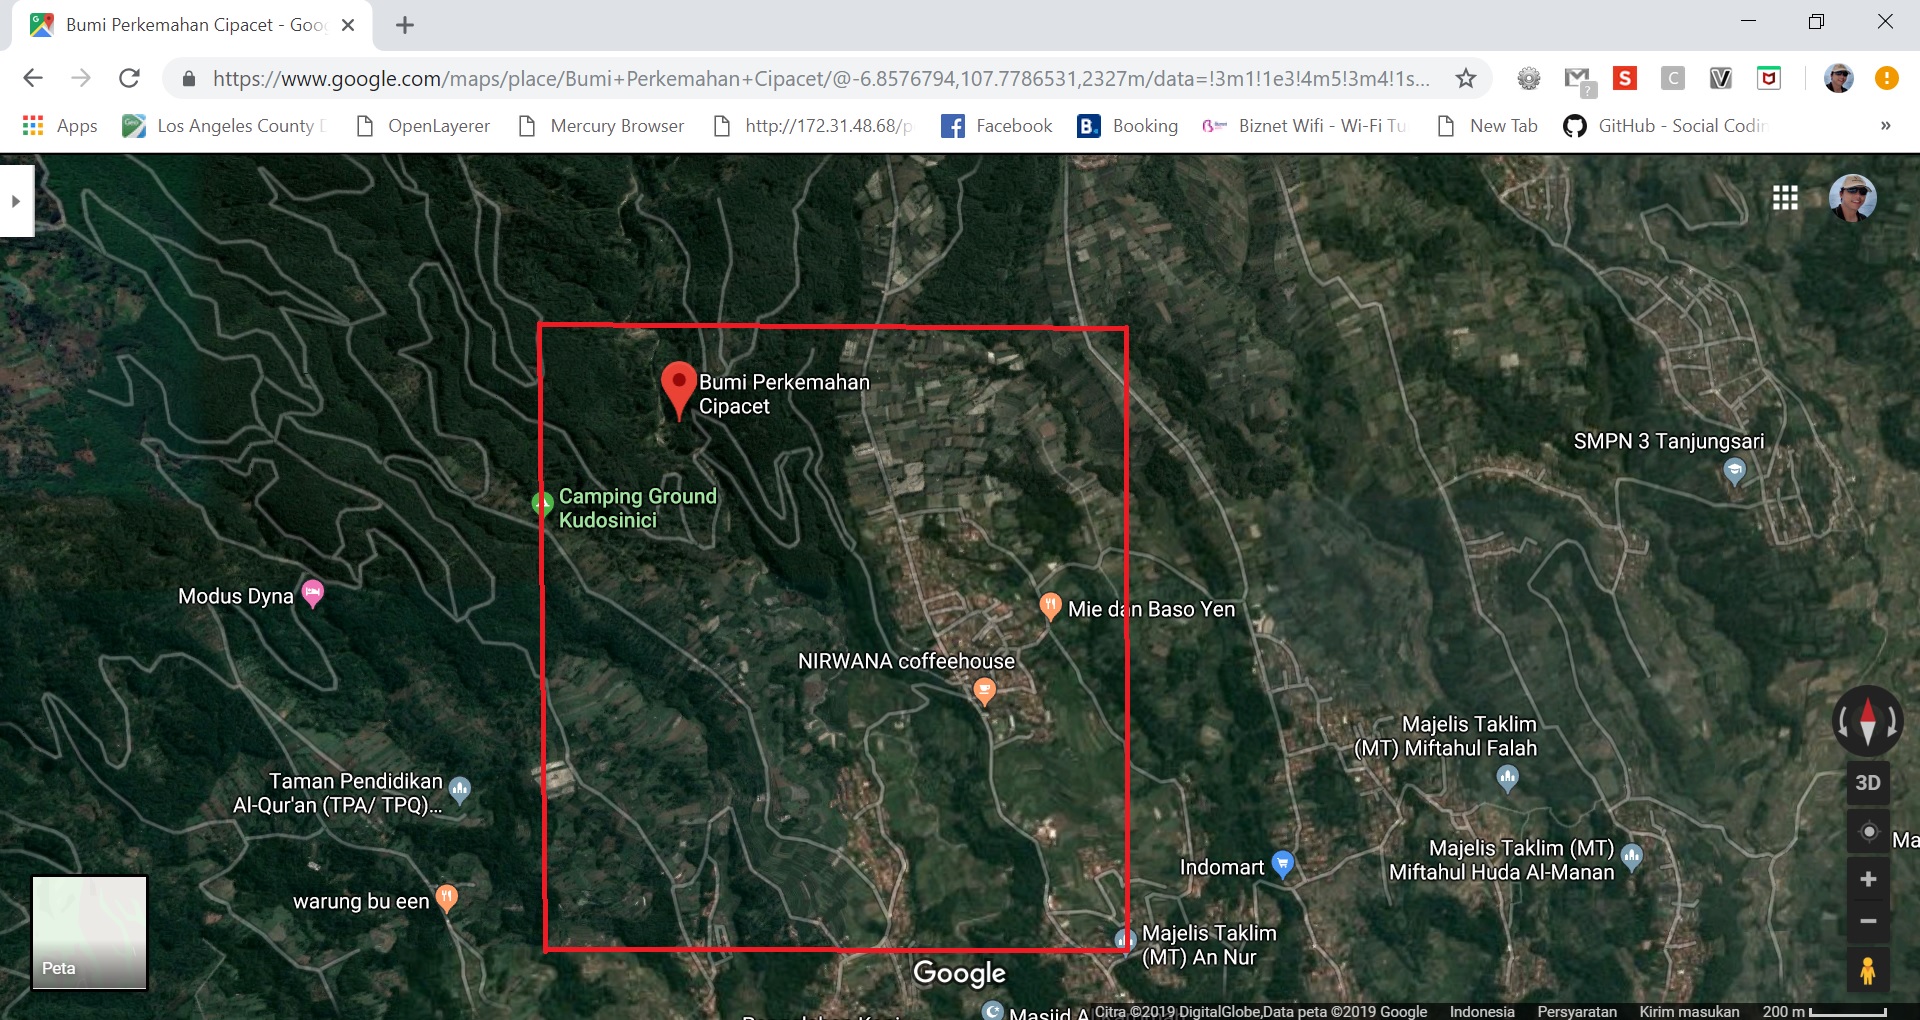 Bumi Perkemahan Cipacet - Goo
https://www.google.com/maps/place/Bumi+Perkemahan+Cipacet/@-6.8576794,107.7786531,2327m/data=!3m1!1e3!4m5!3m4!1s...
Apps
Los Angeles County
OpenLayerer
Mercury Browser
http://172.31.48.68/p
Facebook
B.
Booking
Biznet Wifi - Wi-Fi Tu
New Tab
GitHub - Social Codin
»
Bumi Perkemahan
Cipacet
SMPN 3 Tanjungsari
Camping Ground
Kudosinici
Modus Dyna
Mie dan Baso Yen
NIRWANA coffeehouse
Majelis Taklim
(MT) Miftahul Falah
Taman Pendidikan
Al-Qur'an (TPA/ TPQ)...
3D
Ma
Majelis Taklim (MT)
Miftahul Huda Al-Manan
Indomart
warung bu een
Majelis Taklim
(MT) An Nur
Peta
Google
Masjid A
Citra ©2019 DigitalGlobe,Data peta ©2019 Google
Indonesia
Persyaratan
Kirim masukan
200 m